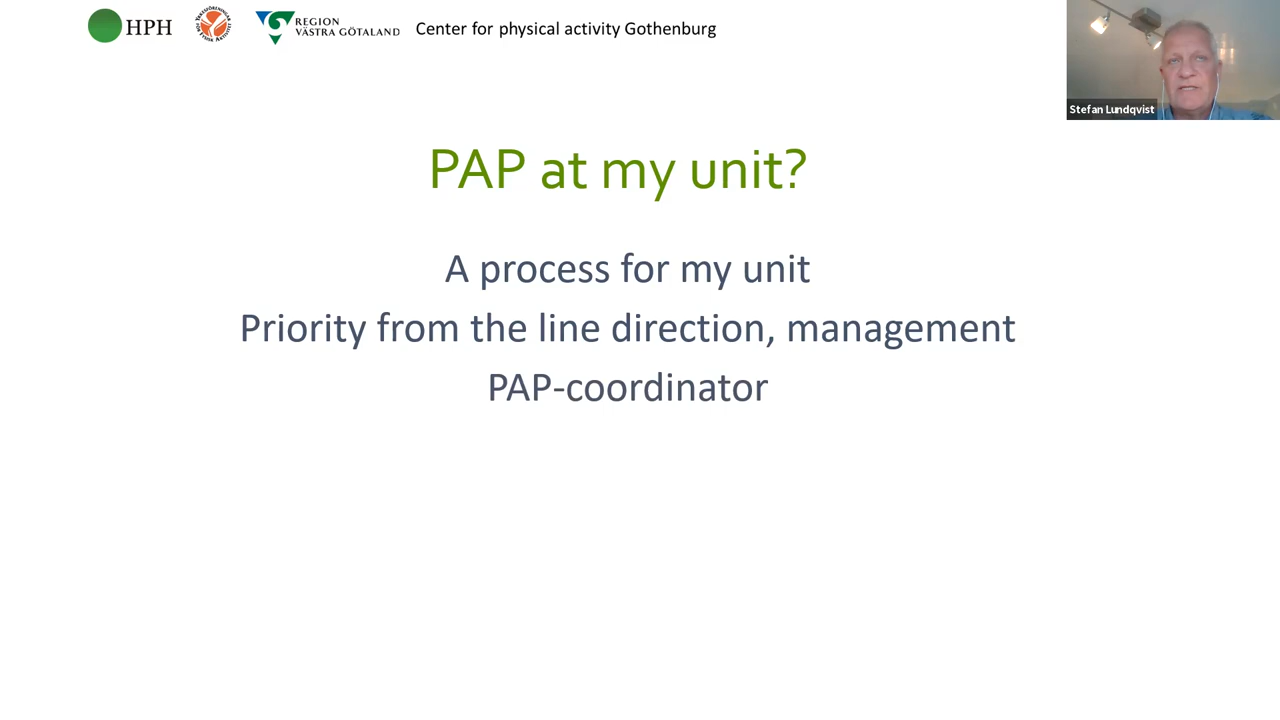 HPH
REGION
VÄSTRA GÖTALAND
Center for physical activity Gothenburg
Stefan Lundqvist
PAP at my unit?
A process for my unit
Priority from the line direction, management
PAP-coordinator